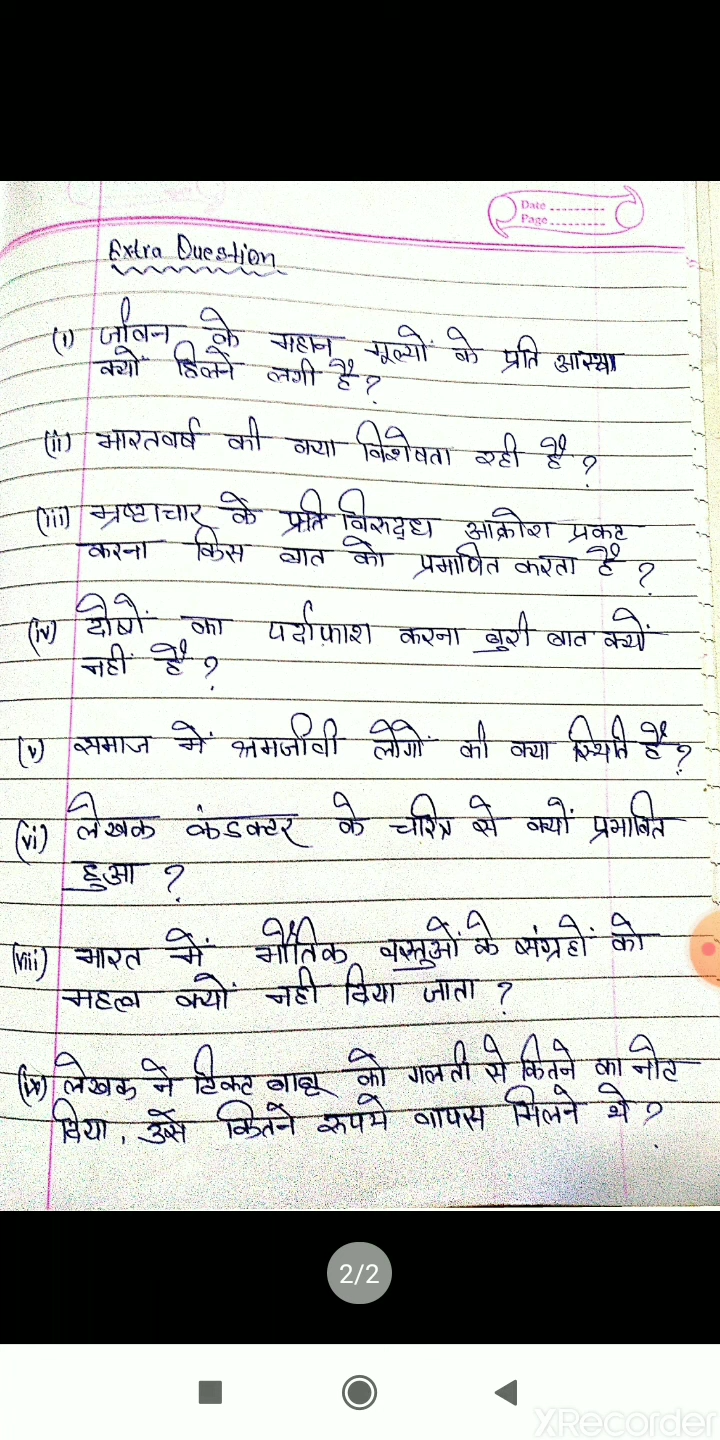 Date
Page
Extra Question
(i) जीवन के महान मूल्यों के प्रति आस्था
क्यों हिलने लगी है ?
(ii) भारतवर्ष की क्या विशेषता रही है ?
(iii) भ्रष्टाचार के प्रति विरुद्ध आक्रोश प्रकट
करना किस बात को प्रमाणित करता है ?
(iv) दोषों का पर्दाफ़ाश करना बुरी बात क्यों
नहीं है ?
(v) समाज में श्रमजीवी लोगों की क्या स्थिति है ?
(vi) लेखक कंडक्टर के चरित्र से क्यों प्रभावित
हुआ ?
(viii) भारत में भौतिक वस्तुओं के संग्रहों को
महत्व क्यों नही दिया जाता ?
(ix) लेखक ने टिकट बाबू को गलती से कितने का नोट
दिया, उसे कितने रुपये वापस मिलने थे ?
2/2
XRecorder